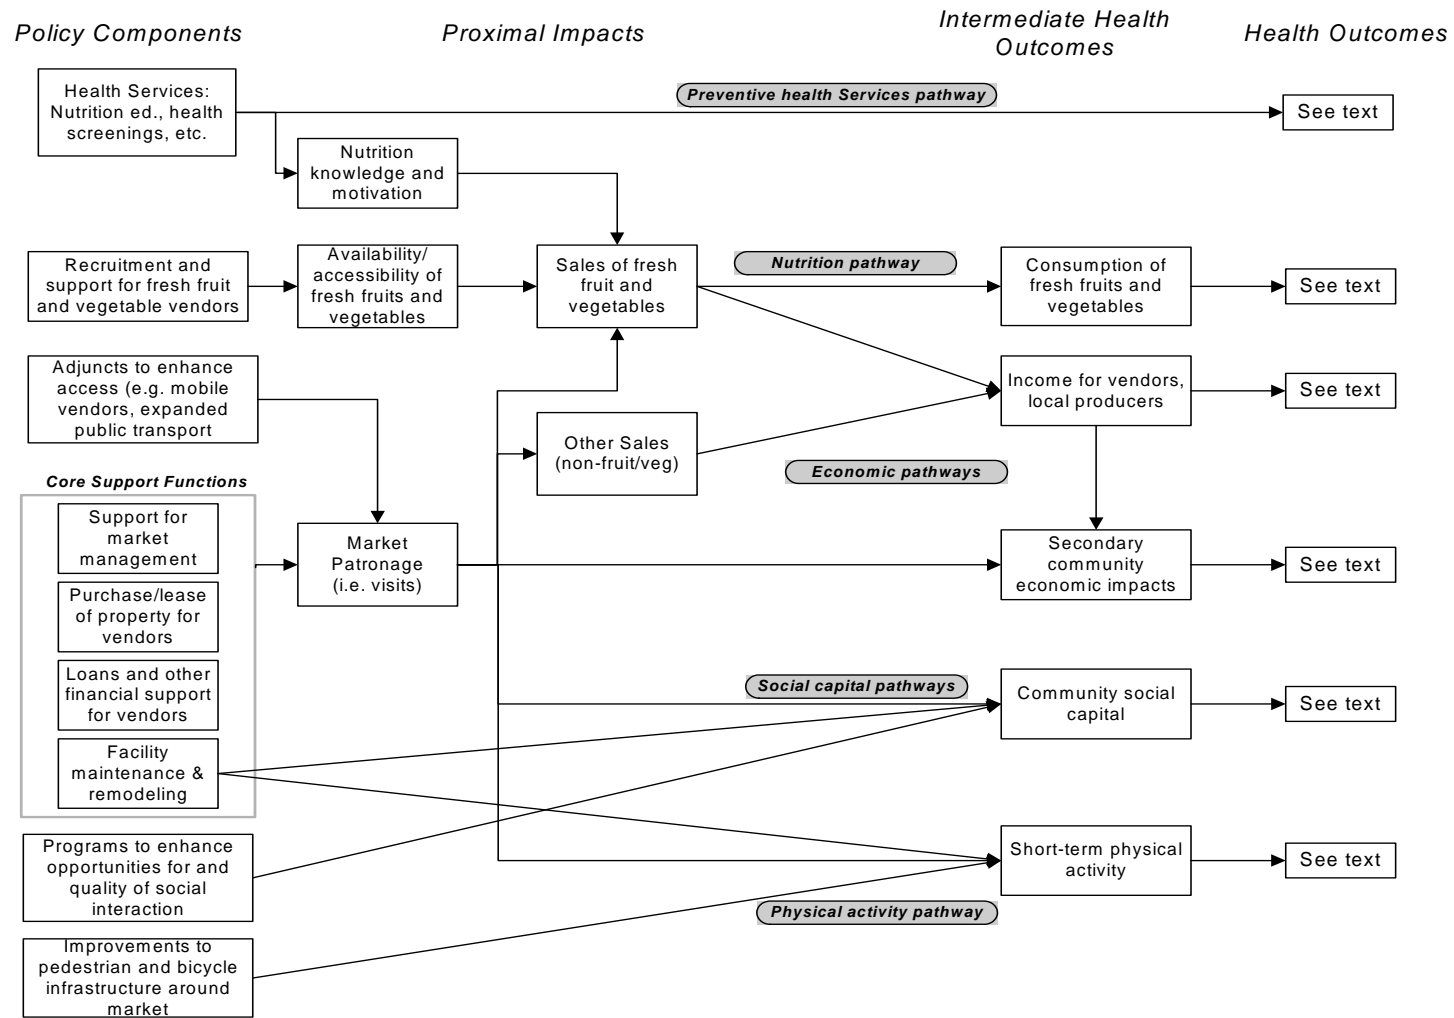 Policy Components
Proximal Impacts
Intermediate Health
Outcomes
Health Outcomes
Health Services:
Nutrition ed., health
screenings, etc.
Preventive health Services pathway
See text
Nutrition
knowledge and
motivation
Recruitment and
support for fresh fruit
and vegetable vendors
Availability/
accessibility of
fresh fruits and
vegetables
Sales of fresh
fruit and
vegetables
Nutrition pathway
Consumption of
fresh fruits and
vegetables
See text
Adjuncts to enhance
access (e.g. mobile
vendors, expanded
public transport
Income for vendors,
local producers
See text
Other Sales
(non-fruit/veg)
Economic pathways
Core Support Functions
Support for
market
management
Purchase/lease
of property for
vendors
Loans and other
financial support
for vendors
Facility
maintenance &
remodeling
Market
Patronage
(i.e. visits)
Secondary
community
economic impacts
See text
Social capital pathways
Community social
capital
See text
Programs to enhance
opportunities for and
quality of social
interaction
Short-term physical
activity
See text
Physical activity pathway
Improvements to
pedestrian and bicycle
infrastructure around
market